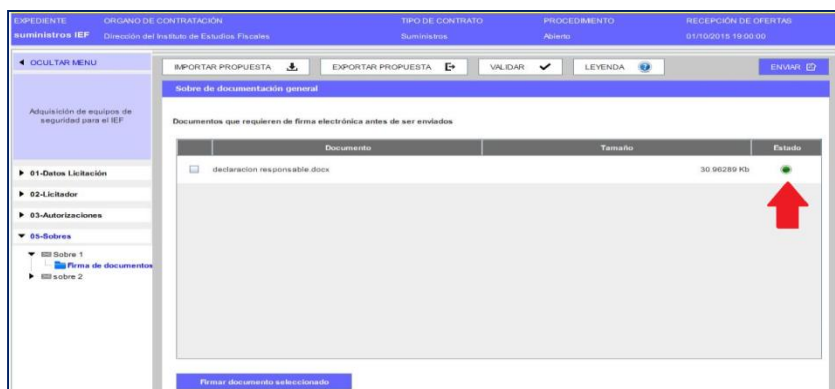 EXPEDIENTE ORGANO DE CONTRATACIÓN TIPO DE CONTRATO PROCEDIMIENTO RECEPCIÓN DE OFERTAS
suministros IEF Dirección del Instituto de Estudios Fiscales Suministros Abierto 01/10/2015 19:00:00
OCULTAR MENU
IMPORTAR PROPUESTA EXPORTAR PROPUESTA VALIDAR LEYENDA ENVIAR
Sobre de documentación general
Adquisición de equipos de
seguridad para el IEF
Documentos que requieren de firma electrónica antes de ser enviados
Documento Tamaño Estado
01-Datos Licitación
declaracion responsable.docx 30.96289 Kb
02-Licitador
03-Autorizaciones
05-Sobres
Sobre 1
Firma de documentos
sobre 2
Firmar documento seleccionado